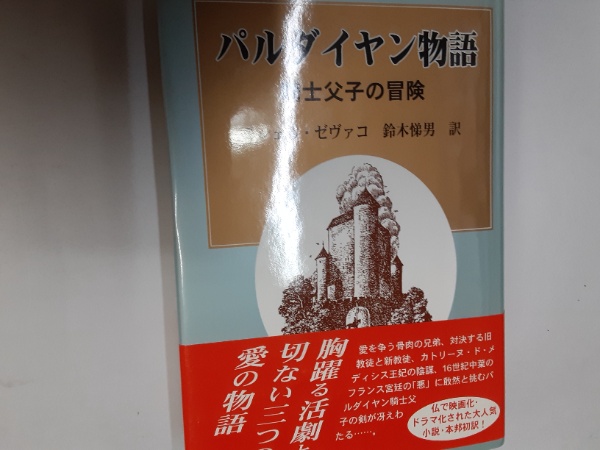 パルダイヤン物語
士父子の冒険
・ゼヴァコ 鈴木悌男 訳
胸躍る活劇と
切ない三つの
愛の物語
愛を争う骨肉の兄弟、対決する旧
教徒と新教徒、カトリーヌ・ド・メ
ディシス王妃の陰謀、16世紀中葉の
フランス宮廷の「悪」に敢然と挑むパ
ルダイヤン騎士父
子の剣が冴えわ
たる……。
仏で映画化・
ドラマ化された大人気
小説・本邦初訳！